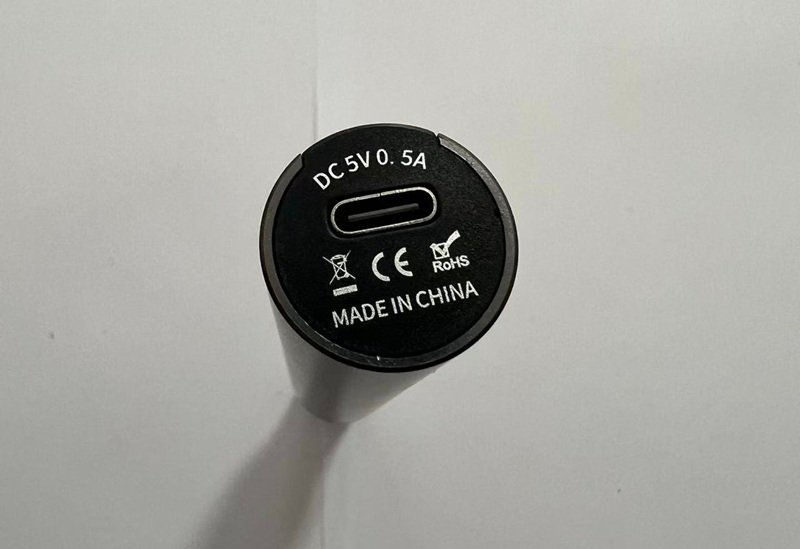 DC 5V 0. 5A
CE RoHS
MADE IN CHINA